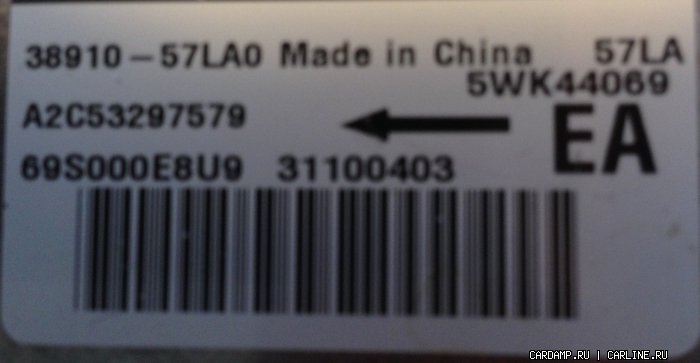 38910-57LA0 Made in China 57LA
5WK44069
A2C53297579
EA
69S000E8U9 31100403
CARDAMP.RU | CARLINE.RU